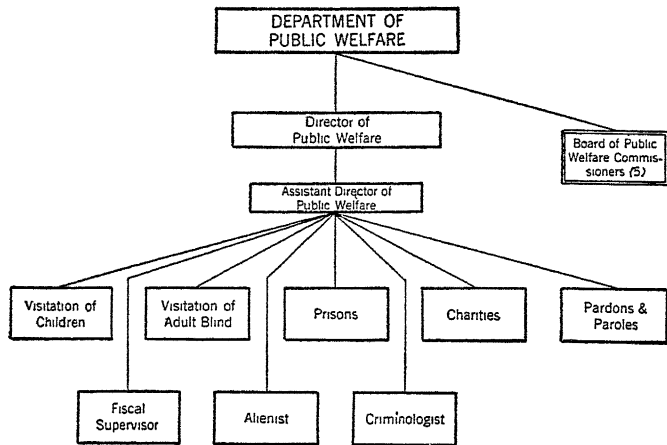 DEPARTMENT OF
PUBLIC WELFARE
Director of
Public Welfare
Board of Public
Welfare Commis-
sioners (5)
Assistant Director of
Public Welfare
Visitation of
Children
Visitation of
Adult Blind
Prisons
Charities
Pardons &
Paroles
Fiscal
Supervisor
Alienist
Criminologist